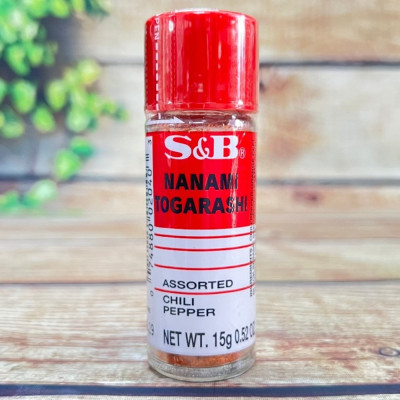 S&B®
NANAMI
TOGARASHI
ASSORTED
CHILI
PEPPER
NET WT. 15g 0.52 OZ